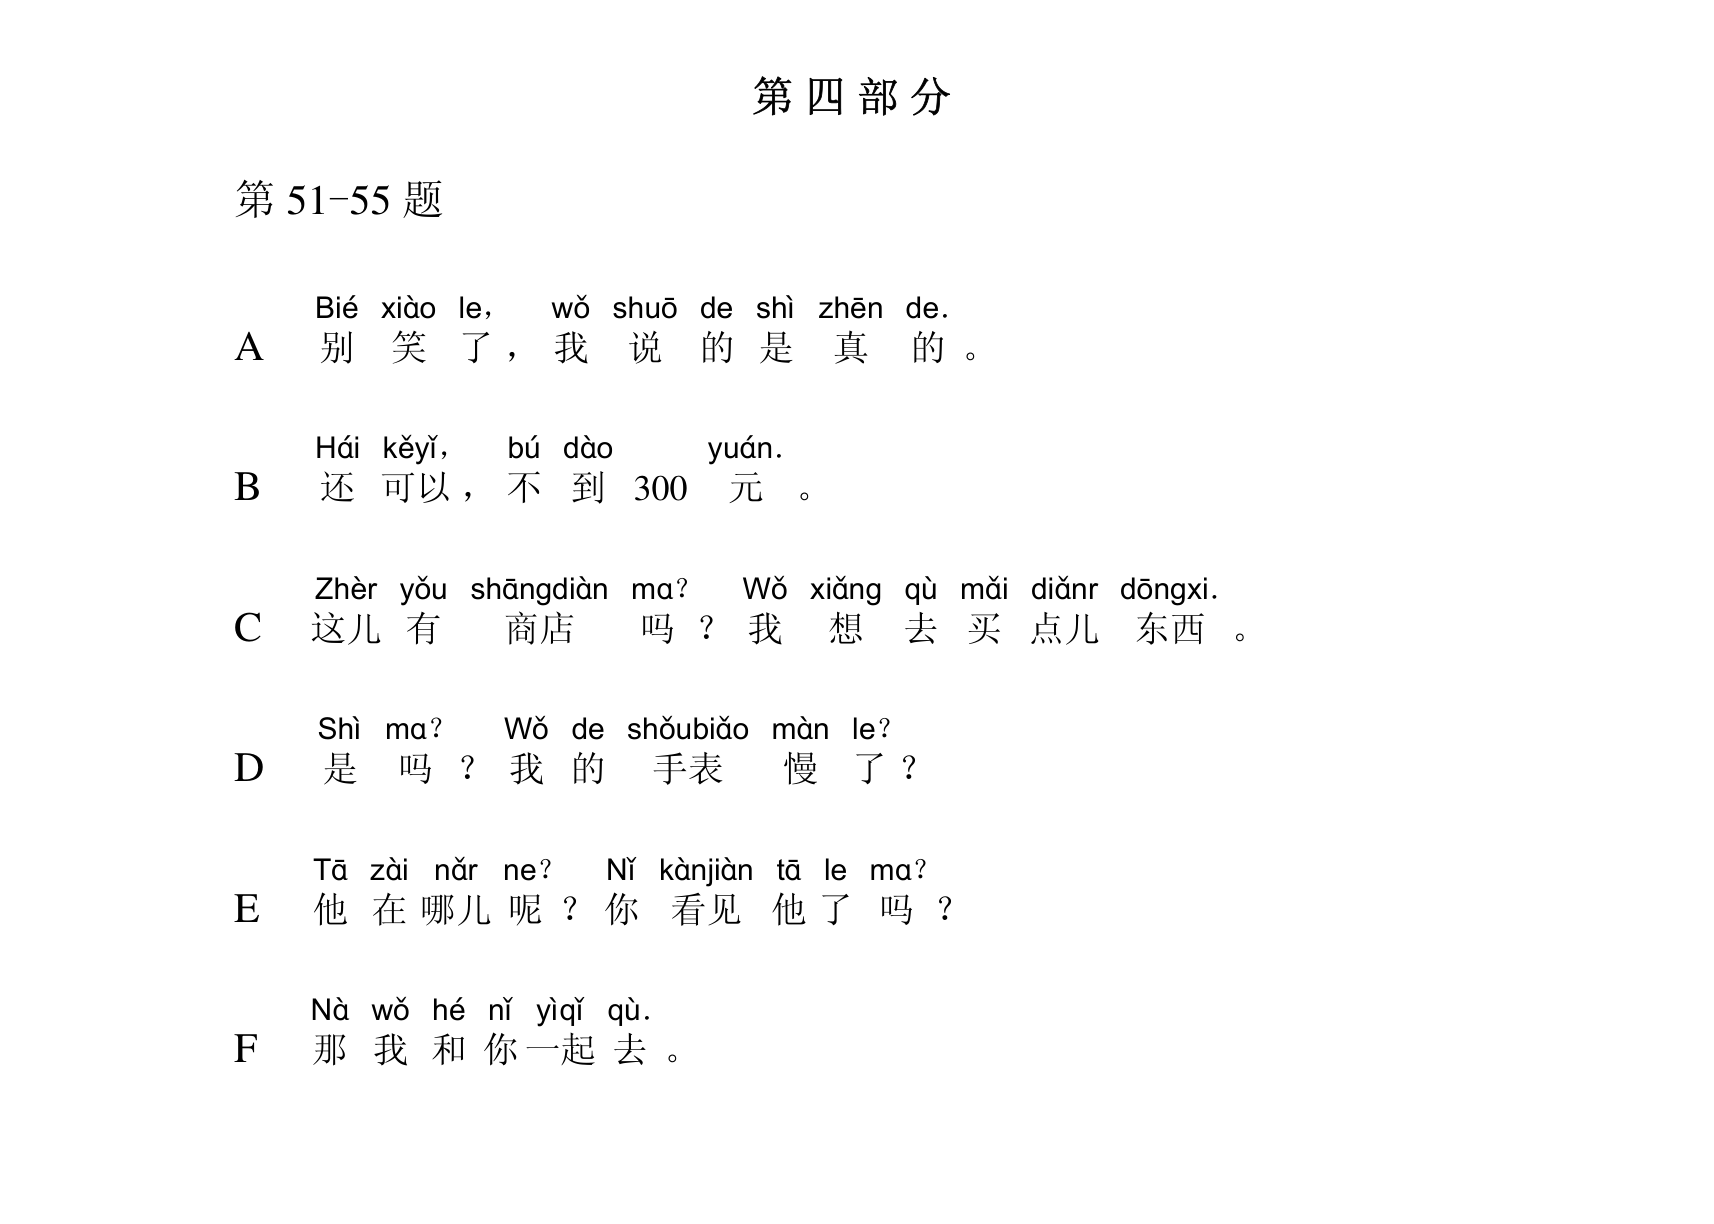 第四部分
第 51-55 题
Bié xiào le, wǒ shuō de shì zhēn de.
A 别笑了，我说的是真的。
Hái kěyǐ, bú dào yuán.
B 还可以，不到 300 元。
Zhèr yǒu shāngdiàn ma? Wǒ xiǎng qù mǎi diǎnr dōngxi.
C 这儿有商店吗？我想去买点儿东西。
Shì ma? Wǒ de shǒubiǎo màn le?
D 是吗？我的手表慢了？
Tā zài nǎr ne? Nǐ kànjiàn tā le ma?
E 他在哪儿呢？你看见他了吗？
Nà wǒ hé nǐ yìqǐ qù.
F 那我和你一起去。